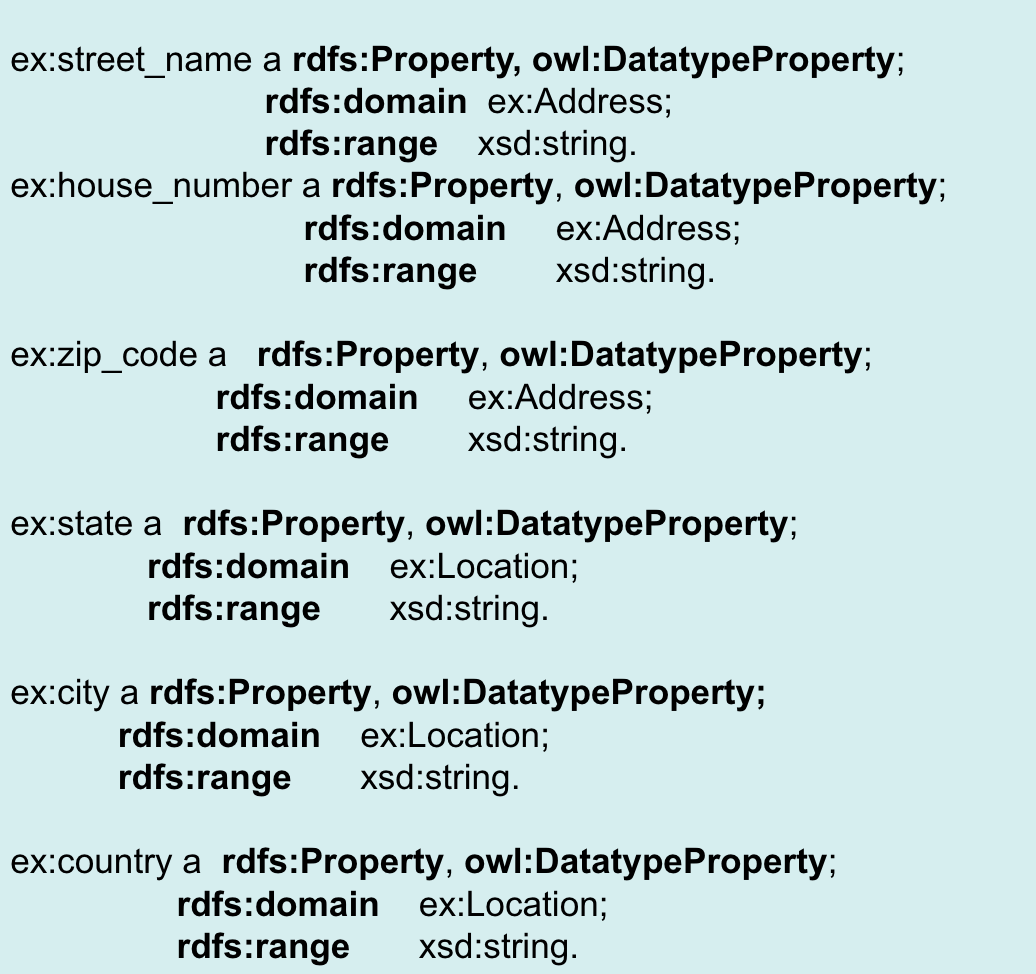 ex:street_name a rdfs:Property, owl:DatatypeProperty;
rdfs:domain ex:Address;
rdfs:range xsd:string.
ex:house_number a rdfs:Property, owl:DatatypeProperty;
rdfs:domain ex:Address;
rdfs:range xsd:string.
ex:zip_code a rdfs:Property, owl:DatatypeProperty;
rdfs:domain ex:Address;
rdfs:range xsd:string.
ex:state a rdfs:Property, owl:DatatypeProperty;
rdfs:domain ex:Location;
rdfs:range xsd:string.
ex:city a rdfs:Property, owl:DatatypeProperty;
rdfs:domain ex:Location;
rdfs:range xsd:string.
ex:country a rdfs:Property, owl:DatatypeProperty;
rdfs:domain ex:Location;
rdfs:range xsd:string.